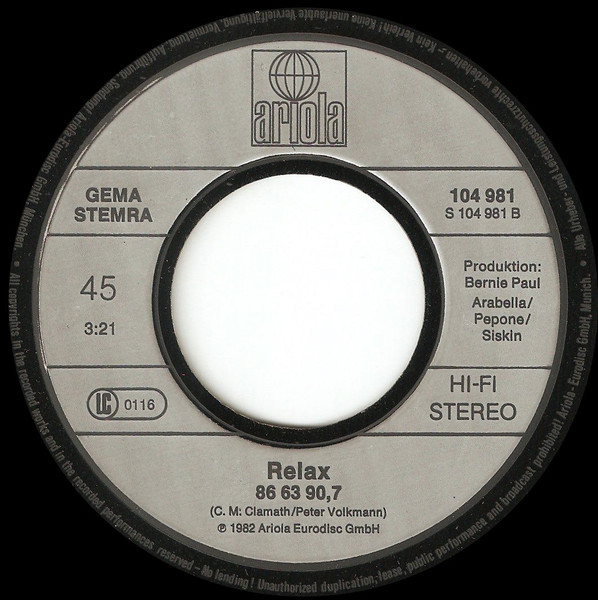 ariola
GEMA
STEMRA
104 981
S 104 981 B
45
3:21
Produktion:
Bernie Paul
Arabella/
Pepone/
Siskin
LC 0116
HI-FI
STEREO
Relax
86 63 90,7
(C. M: Clamath/Peter Volkmann)
℗ 1982 Ariola Eurodisc GmbH
All copyrights in the recorded works and in the recorded performances reserved - No lending! Unauthorized duplication, lease, public performance and broadcast prohibited! Ariola - Eurodisc GmbH, Munich.
Alle Urheber- und Leistungsschutzrechte vorbehalten - Kein Verleih! Keine unerlaubte Vervielfältigung, Vermietung, Aufführung, Sendung! Ariola-Eurodisc GmbH, München.